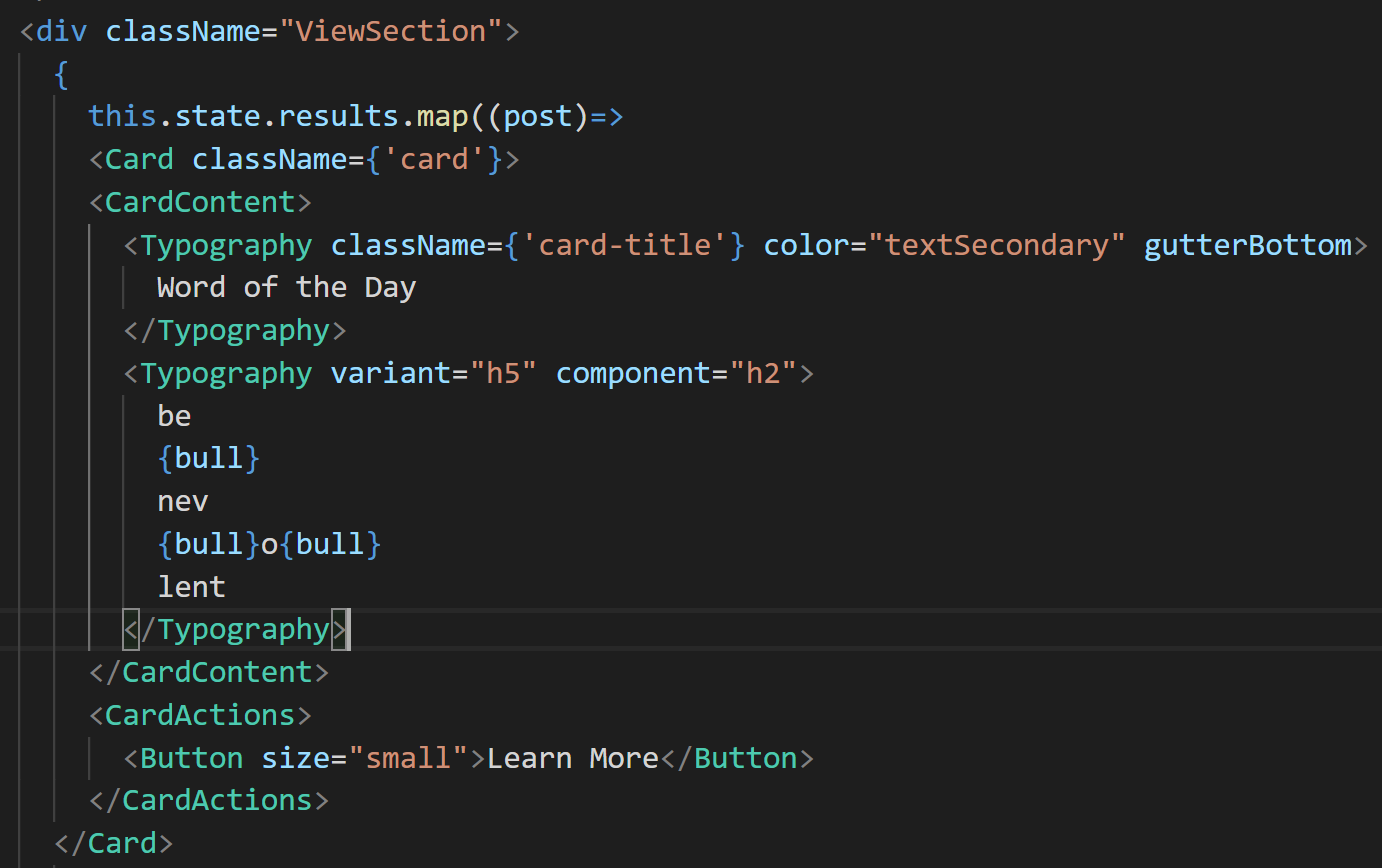 <div className="ViewSection">
{
this.state.results.map((post)=>
<Card className={'card'}>
<CardContent>
<Typography className={'card-title'} color="textSecondary" gutterBottom>
Word of the Day
</Typography>
<Typography variant="h5" component="h2">
be
{bull}
nev
{bull}o{bull}
lent
</Typography>
</CardContent>
<CardActions>
<Button size="small">Learn More</Button>
</CardActions>
</Card>